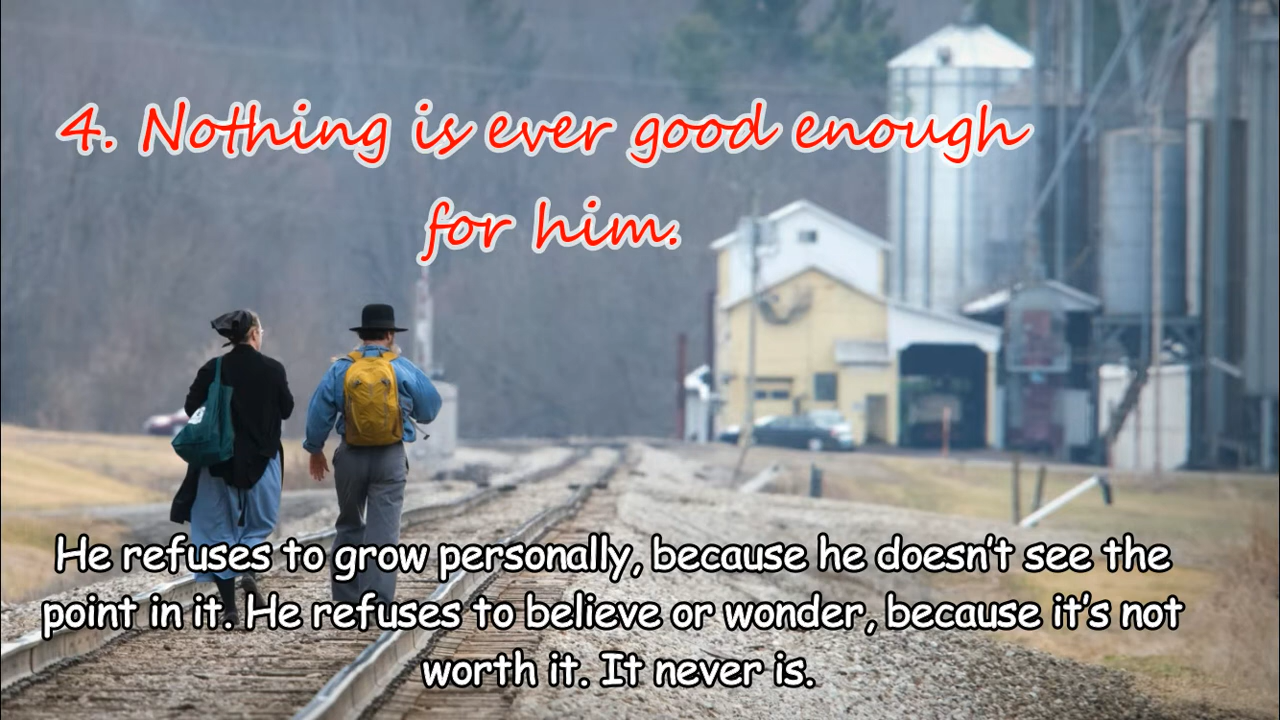 4. Nothing is ever good enough
for him.
He refuses to grow personally, because he doesn't see the
point in it. He refuses to believe or wonder, because it's not
worth it. It never is.